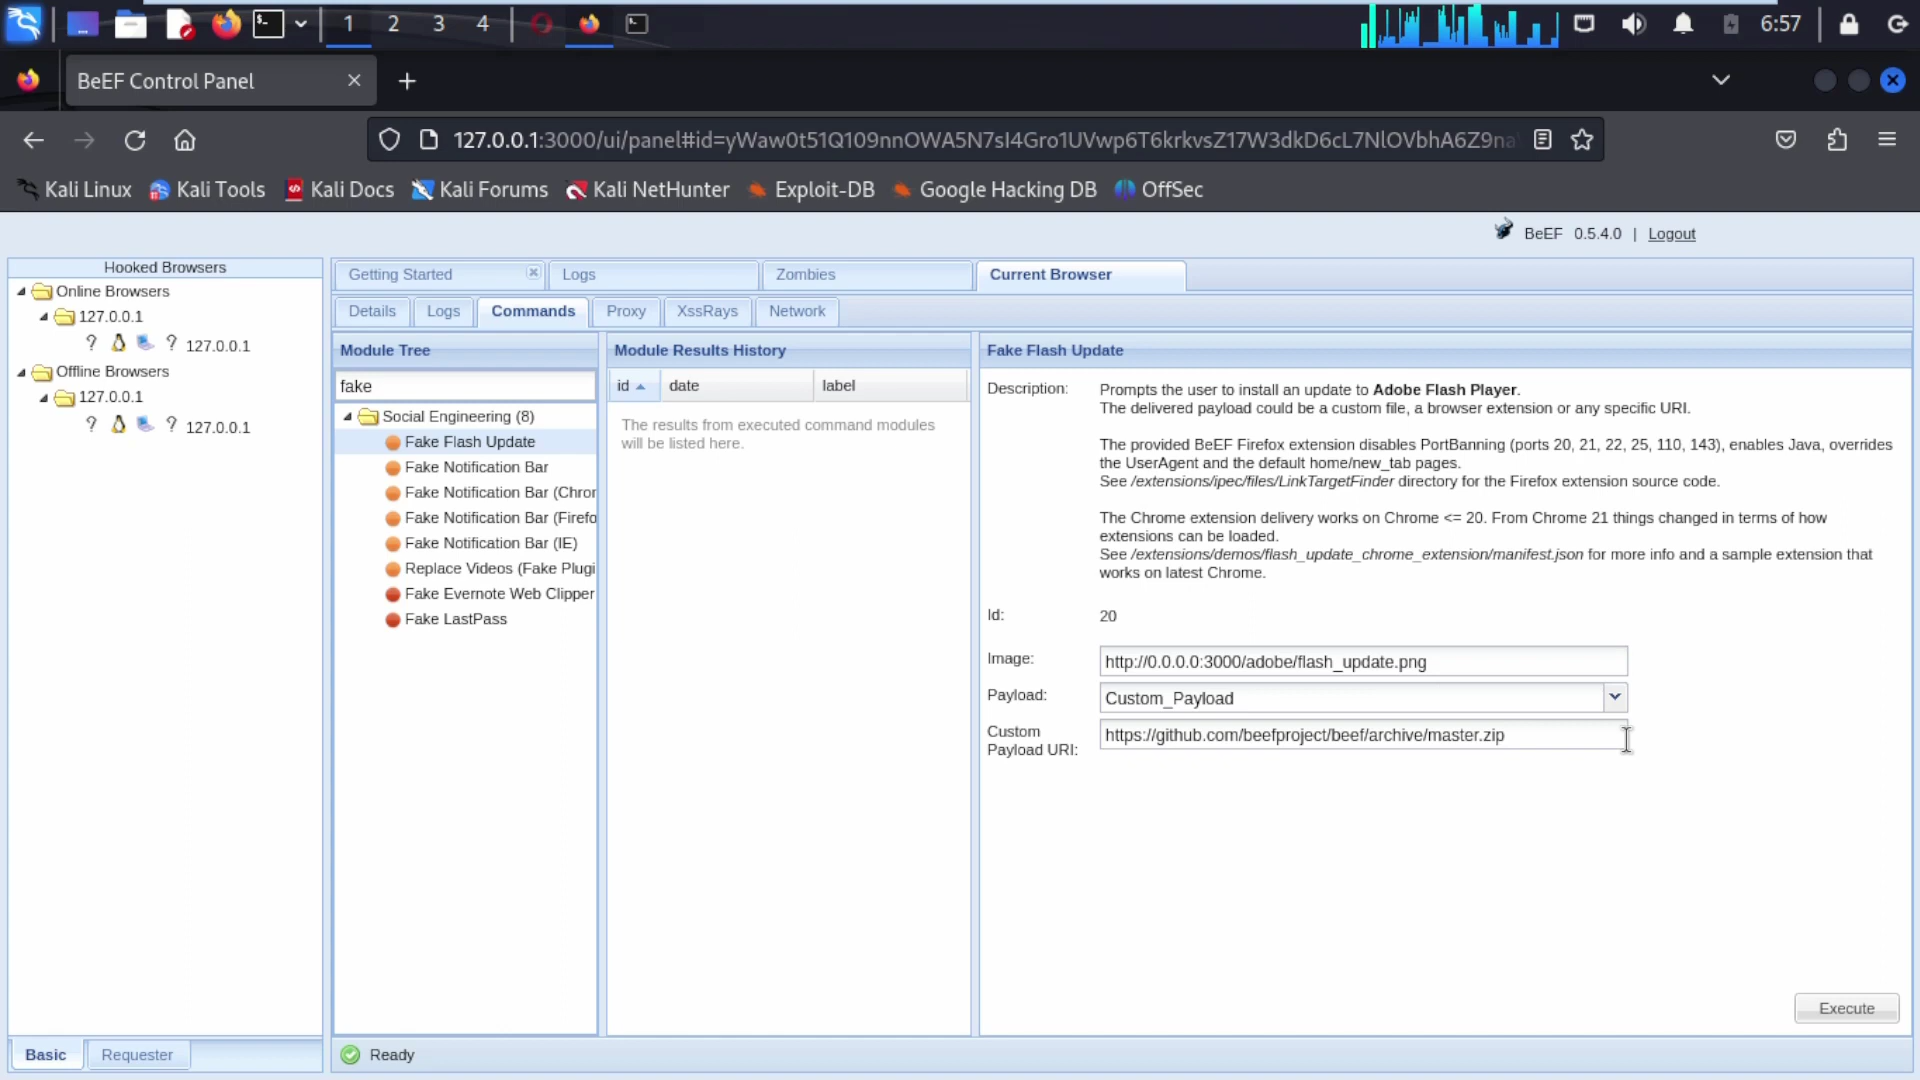 1 2 3 4 6:57
BeEF Control Panel
127.0.0.1:3000/ui/panel#id=yWaw0t51Q109nnOWA5N7sI4Gro1UVwp6T6krkvsZ17W3dkD6cL7NlOVbhA6Z9na
Kali Linux Kali Tools Kali Docs Kali Forums Kali NetHunter Exploit-DB Google Hacking DB OffSec
BeEF 0.5.4.0 | Logout
Hooked Browsers
Online Browsers
127.0.0.1
? ? 127.0.0.1
Offline Browsers
127.0.0.1
? ? 127.0.0.1
Basic Requester
Getting Started Logs Zombies Current Browser
Details Logs Commands Proxy XssRays Network
Module Tree
fake
Social Engineering (8)
Fake Flash Update
Fake Notification Bar
Fake Notification Bar (Chror
Fake Notification Bar (Firefo
Fake Notification Bar (IE)
Replace Videos (Fake Plugi
Fake Evernote Web Clipper
Fake LastPass
Module Results History
id date label
The results from executed command modules
will be listed here.
Fake Flash Update
Description: Prompts the user to install an update to Adobe Flash Player.
The delivered payload could be a custom file, a browser extension or any specific URI.
The provided BeEF Firefox extension disables PortBanning (ports 20, 21, 22, 25, 110, 143), enables Java, overrides
the UserAgent and the default home/new_tab pages.
See /extensions/ipec/files/LinkTargetFinder directory for the Firefox extension source code.
The Chrome extension delivery works on Chrome <= 20. From Chrome 21 things changed in terms of how
extensions can be loaded.
See /extensions/demos/flash_update_chrome_extension/manifest.json for more info and a sample extension that
works on latest Chrome.
Id: 20
Image: http://0.0.0.0:3000/adobe/flash_update.png
Payload: Custom_Payload
Custom
Payload URI: https://github.com/beefproject/beef/archive/master.zip
Execute
Ready